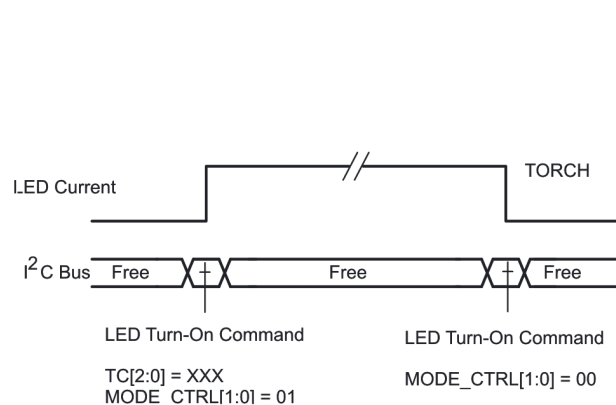 LED Current
TORCH
I2C Bus
Free
Free
Free
LED Turn-On Command
TC[2:0] = XXX
MODE_CTRL[1:0] = 01
LED Turn-On Command
MODE_CTRL[1:0] = 00